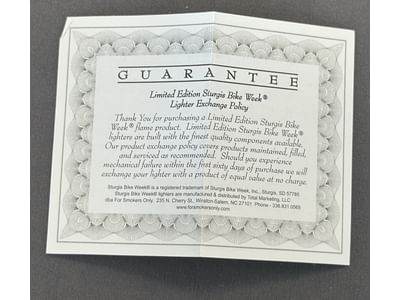 GUARANTEE
Limited Edition Sturgis Bike Week®
Lighter Exchange Policy
Thank You for purchasing a Limited Edition Sturgis Bike
Week® flame product. Limited Edition Sturgis Bike Week®
lighters are built with the finest quality components available.
Our product exchange policy covers products maintained, filled,
and serviced as recommended. Should you experience
mechanical failure within the first sixty days of purchase we will
exchange your lighter with a product of equal value at no charge.
Sturgis Bike Week® is a registered trademark of Sturgis Bike Week, Inc., Sturgis, SD 57785
Sturgis Bike Week® lighters are manufactured & distributed by Total Marketing, LLC
dba For Smokers Only. 235 N. Cherry St., Winston-Salem, NC 27101 Phone - 336.831.0565
www.forsmokersonly.com